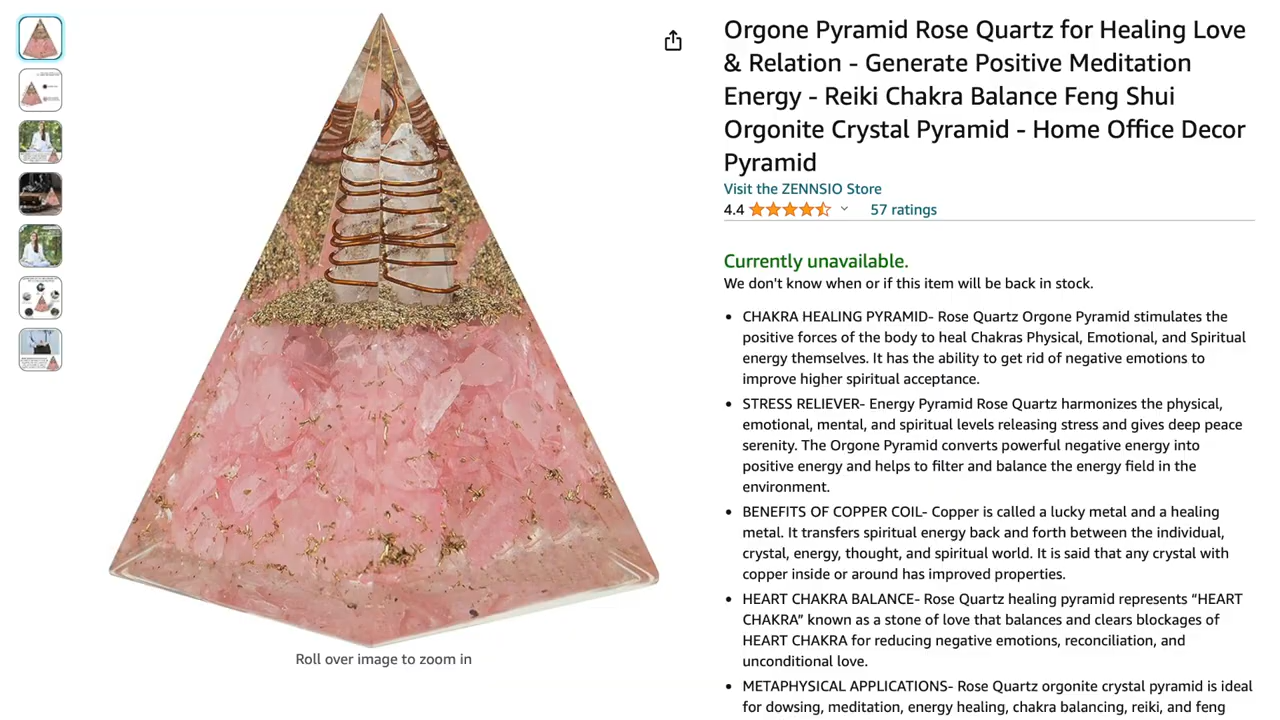 Orgone Pyramid Rose Quartz for Healing Love
& Relation - Generate Positive Meditation
Energy - Reiki Chakra Balance Feng Shui
Orgonite Crystal Pyramid - Home Office Decor
Pyramid
Visit the ZENNSIO Store
4.4 57 ratings
Currently unavailable.
We don't know when or if this item will be back in stock.
• CHAKRA HEALING PYRAMID- Rose Quartz Orgone Pyramid stimulates the
positive forces of the body to heal Chakras Physical, Emotional, and Spiritual
energy themselves. It has the ability to get rid of negative emotions to
improve higher spiritual acceptance.
• STRESS RELIEVER- Energy Pyramid Rose Quartz harmonizes the physical,
emotional, mental, and spiritual levels releasing stress and gives deep peace
serenity. The Orgone Pyramid converts powerful negative energy into
positive energy and helps to filter and balance the energy field in the
environment.
• BENEFITS OF COPPER COIL- Copper is called a lucky metal and a healing
metal. It transfers spiritual energy back and forth between the individual,
crystal, energy, thought, and spiritual world. It is said that any crystal with
copper inside or around has improved properties.
• HEART CHAKRA BALANCE- Rose Quartz healing pyramid represents “HEART
CHAKRA” known as a stone of love that balances and clears blockages of
HEART CHAKRA for reducing negative emotions, reconciliation, and
unconditional love.
• METAPHYSICAL APPLICATIONS- Rose Quartz orgonite crystal pyramid is ideal
for dowsing, meditation, energy healing, chakra balancing, reiki, and feng
Roll over image to zoom in